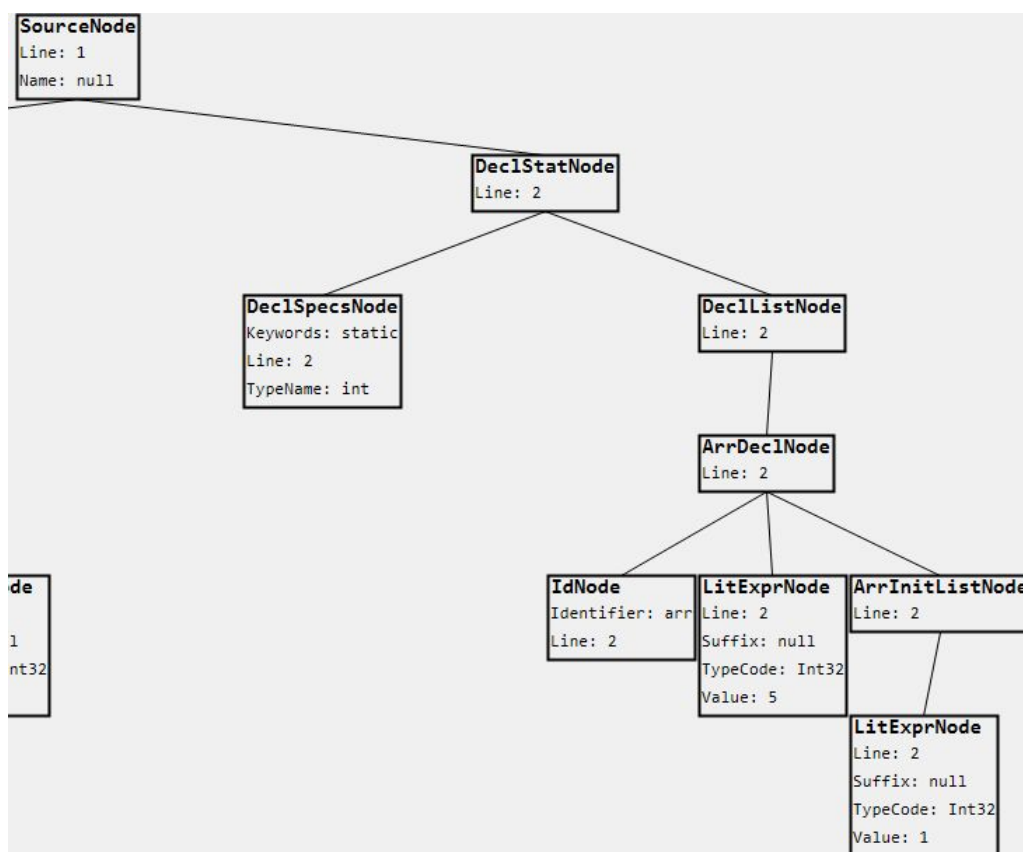 SourceNode
Line: 1
Name: null
DeclStatNode
Line: 2
DeclSpecsNode
Keywords: static
Line: 2
TypeName: int
DeclListNode
Line: 2
ArrDeclNode
Line: 2
de
l
nt32
IdNode
Identifier: arr
Line: 2
LitExprNode
Line: 2
Suffix: null
TypeCode: Int32
Value: 5
ArrInitListNode
Line: 2
LitExprNode
Line: 2
Suffix: null
TypeCode: Int32
Value: 1